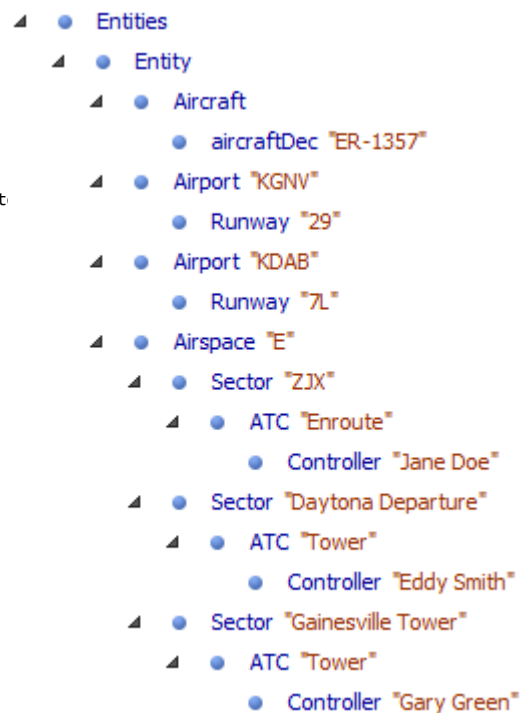 Entities
Entity
Aircraft
aircraftDec "ER-1357"
Airport "KGNV"
Runway "29"
Airport "KDAB"
Runway "7L"
Airspace "E"
Sector "ZJX"
ATC "Enroute"
Controller "Jane Doe"
Sector "Daytona Departure"
ATC "Tower"
Controller "Eddy Smith"
Sector "Gainesville Tower"
ATC "Tower"
Controller "Gary Green"